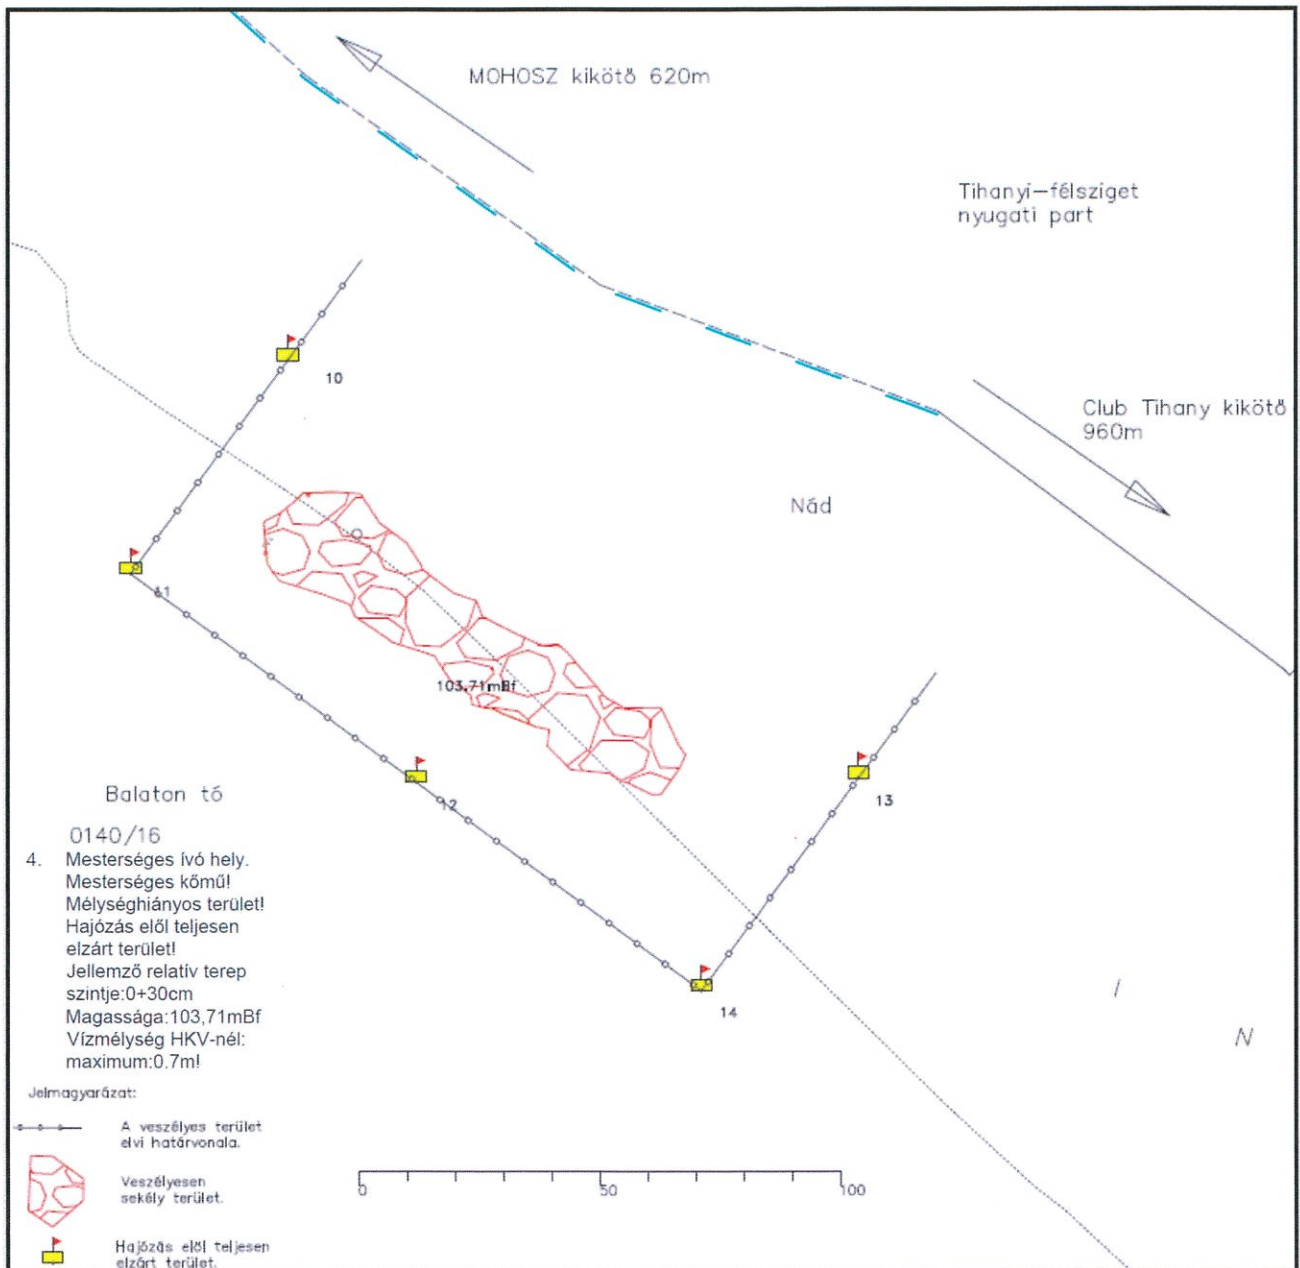 MOHOSZ kikötő 620m
Tihanyi-félsziget
nyugati part
10
Club Tihany kikötő
960m
Nád
11
103,71mBf
12
13
Balaton tó
0140/16
4. Mesterséges ívó hely.
Mesterséges kőmű!
Mélységhiányos terület!
Hajózás elől teljesen
elzárt terület!
Jellemző relatív terep
szintje:0+30cm
Magassága:103,71mBf
Vízmélység HKV-nél:
maximum:0.7m!
14
I
N
Jelmagyarázat:
A veszélyes terület
elvi határvonala.
Veszélyesen
sekély terület.
Hajózás elől teljesen
elzárt terület.
0 50 100